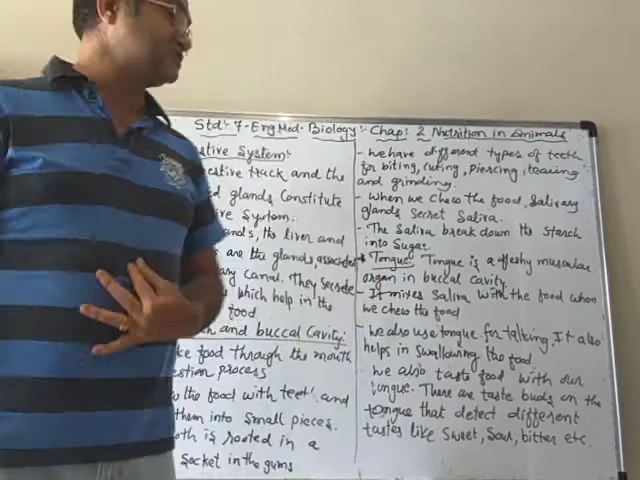 Std:- 7- Eng Med- Biology:- Chap: 2 Nutrition in Animals
stive System:-
estive track and the
d glands Constitute
ive System.
ands, the liver and
are the glands, associated
ary Canal. They Secrete
which help in the
food
th and buccal Cavity:
ke food through the mouth
estion process
the food with teeth and
them into Small pieces.
oth is rooted in a
Socket in the gums
- We have different types of teeth
for biting, cuting, piercing, tearing
and grinding.
- When we chew the food, Salivary
glands Secret Saliva.
- The Saliva break down the Starch
into Sugar.
* Tongue: Tongue is a fleshy muscular
organ in buccal cavity.
- It mixes Saliva with the food when
we chew the food
- We also use tongue for talking. It also
helps in Swallowing the food
We also taste food with our
tongue. There are taste buds on the
tongue that detect different
tastes like Sweet, Sour, bitter etc.